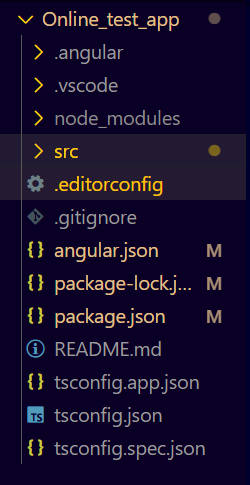 Online_test_app
.angular
.vscode
node_modules
src
.editorconfig
.gitignore
{} angular.json M
{} package-lock.j... M
{} package.json M
README.md
{} tsconfig.app.json
TS tsconfig.json
{} tsconfig.spec.json